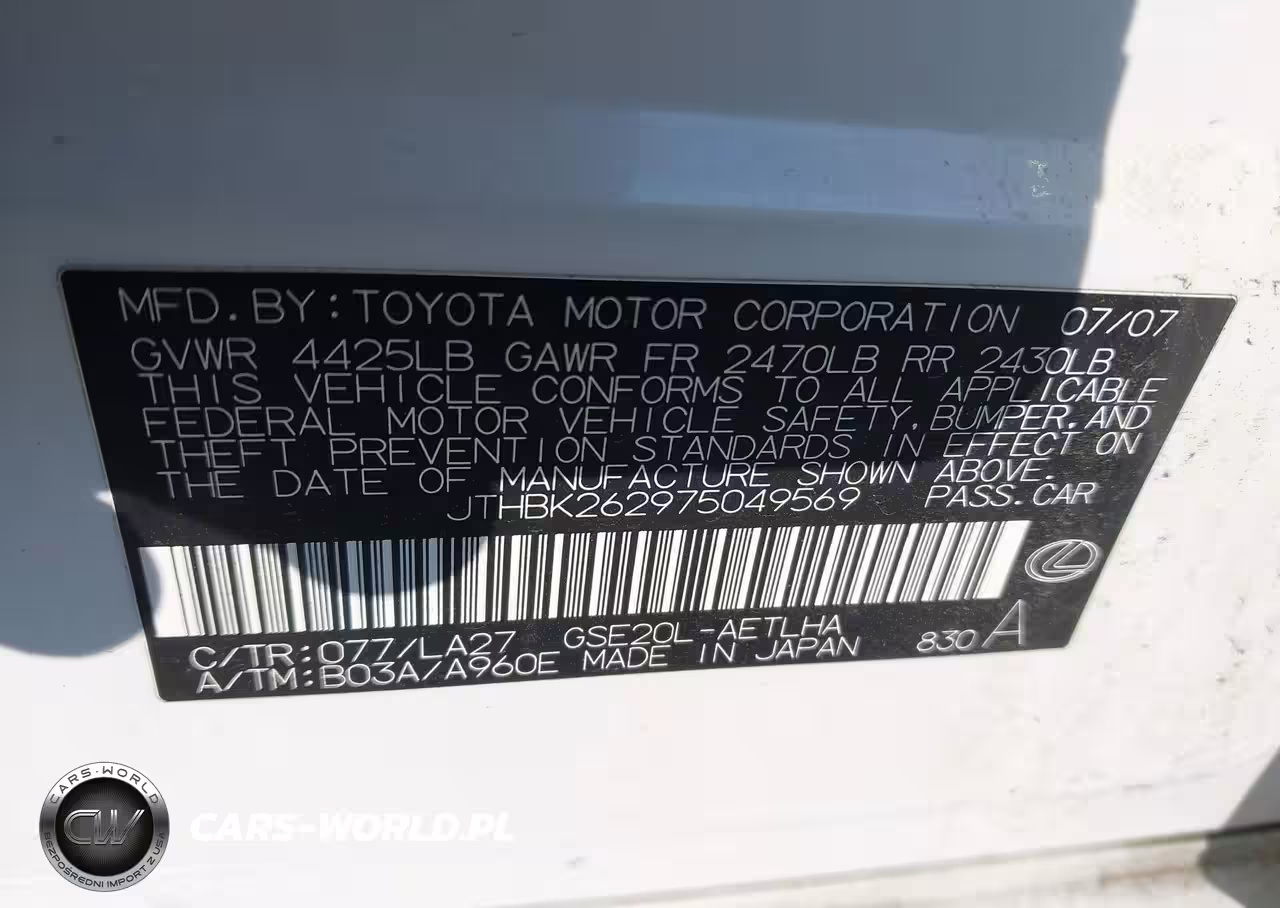 MFD. BY: TOYOTA MOTOR CORPORATION 07/07
GVWR 4425LB GAWR FR 2470LB RR 2430LB
THIS VEHICLE CONFORMS TO ALL APPLICABLE
FEDERAL MOTOR VEHICLE SAFETY, BUMPER, AND
THEFT PREVENTION STANDARDS IN EFFECT ON
THE DATE OF MANUFACTURE SHOWN ABOVE.
JTHBK262975049569 PASS. CAR
C/TR: 077/LA27 GSE20L-AETLHA
A/TM: B03A/A960E MADE IN JAPAN 830 A
CARS-WORLD
CW
BEZPOŚREDNI IMPORT Z USA
CARS-WORLD.PL